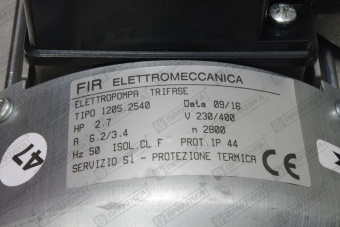 FIR ELETTROMECCANICA
ELETTROPOMPA TRIFASE
TIPO 1205.2540 Data 09/16
HP 2.7 V 230/400
A 6.2/3.4 n 2800
Hz 50 ISOL.CL.F PROT.IP 44
SERVIZIO S1 - PROTEZIONE TERMICA CE
47